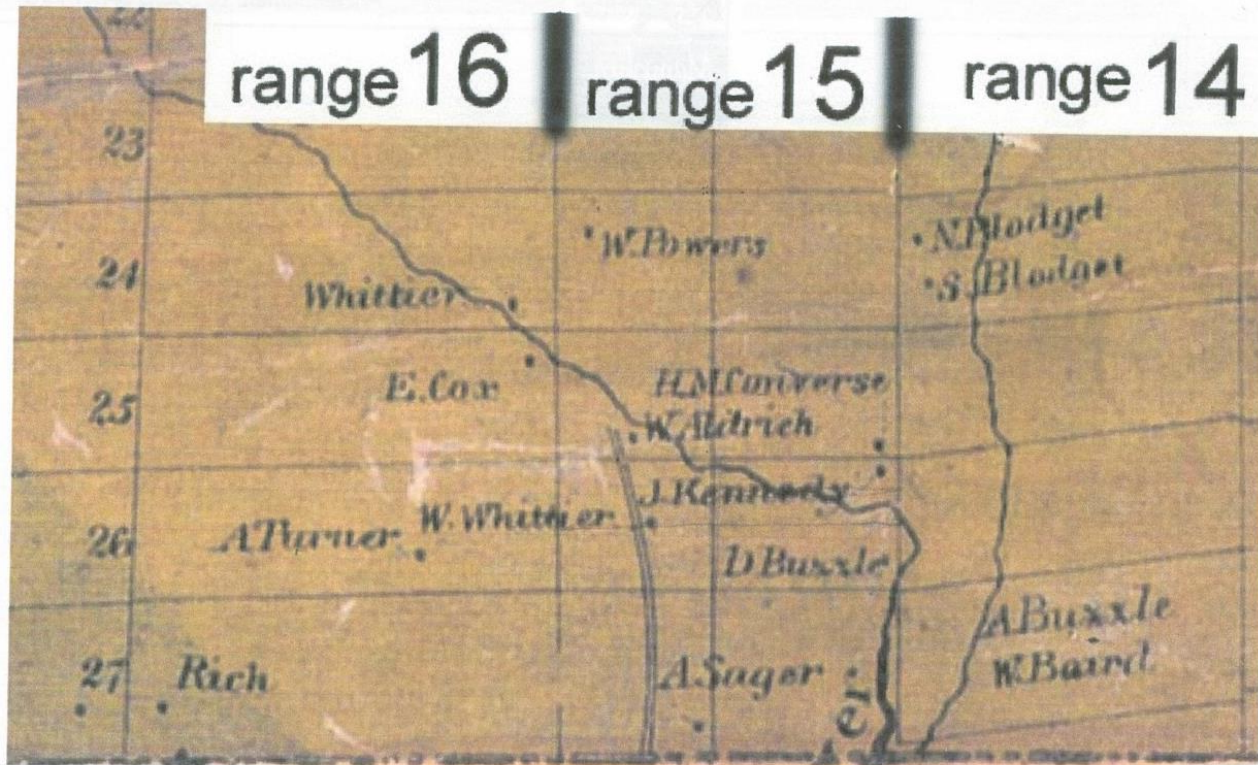 22
range 16
range 15
range 14
23
W. Powers
N. Blodget
24
S. Blodget
Whittier
H.M. Converse
E. Cox
25
W. Aldrich
J. Kennedy
W. Whittier
A Turner
26
D Buzzle
A. Buzzle
W. Baird
27
Rich
A. Sager